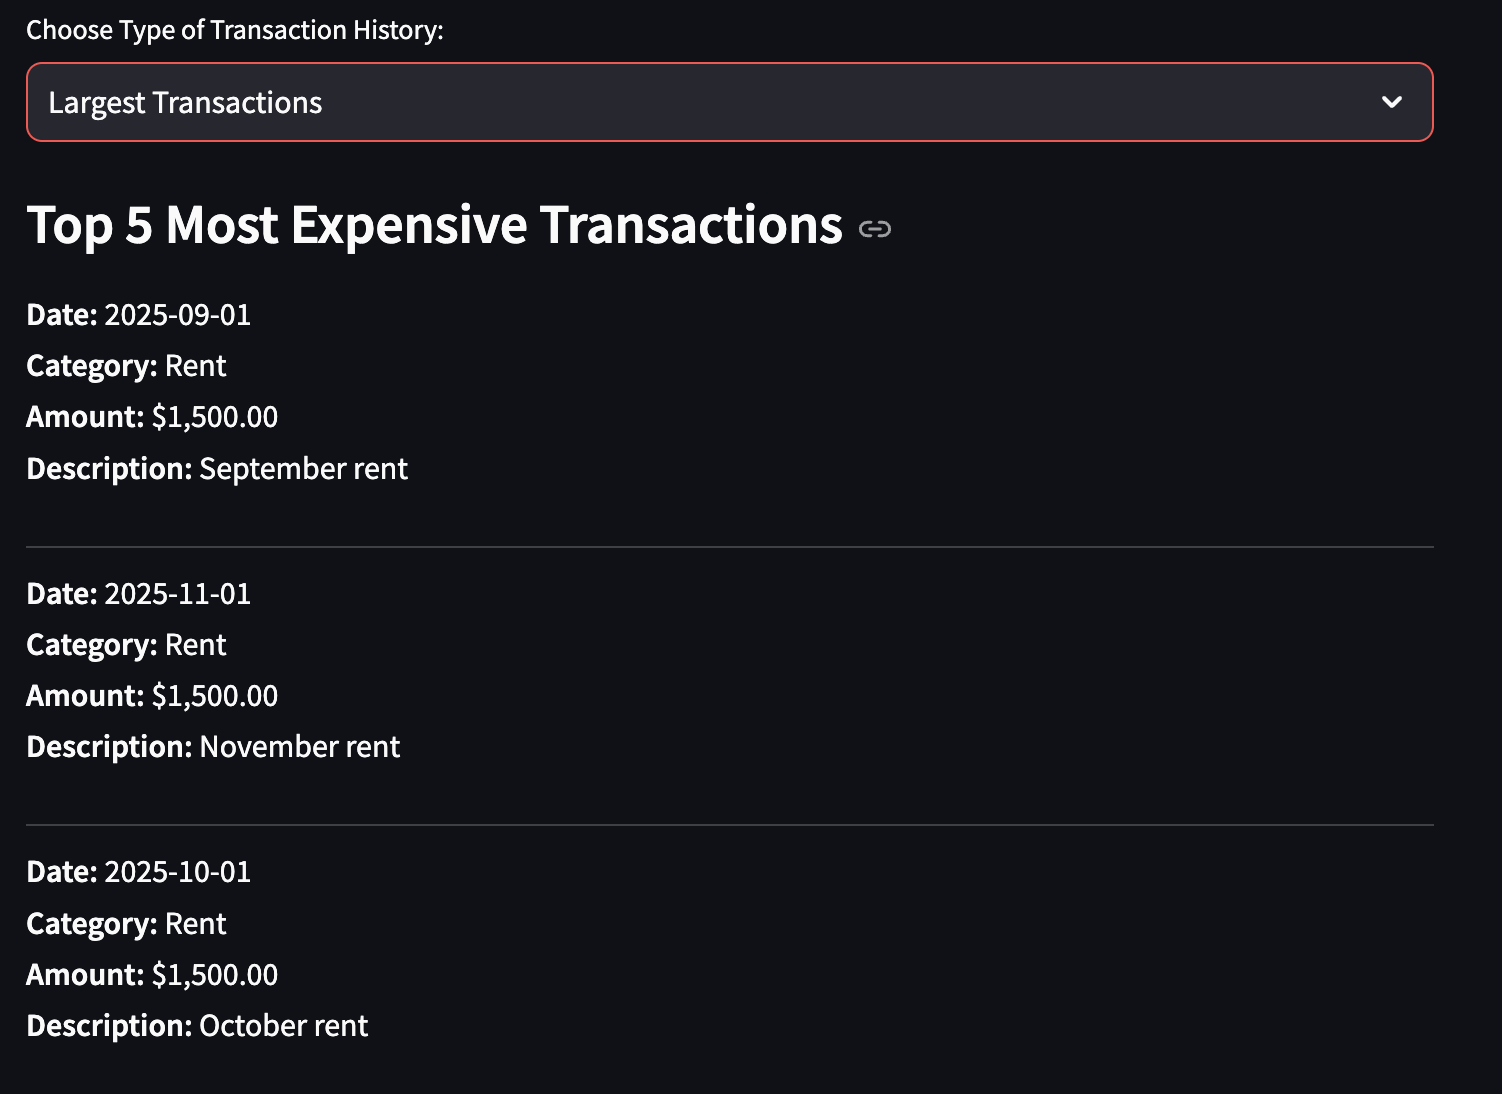 Choose Type of Transaction History:
Largest Transactions
Top 5 Most Expensive Transactions
Date: 2025-09-01
Category: Rent
Amount: $1,500.00
Description: September rent
Date: 2025-11-01
Category: Rent
Amount: $1,500.00
Description: November rent
Date: 2025-10-01
Category: Rent
Amount: $1,500.00
Description: October rent